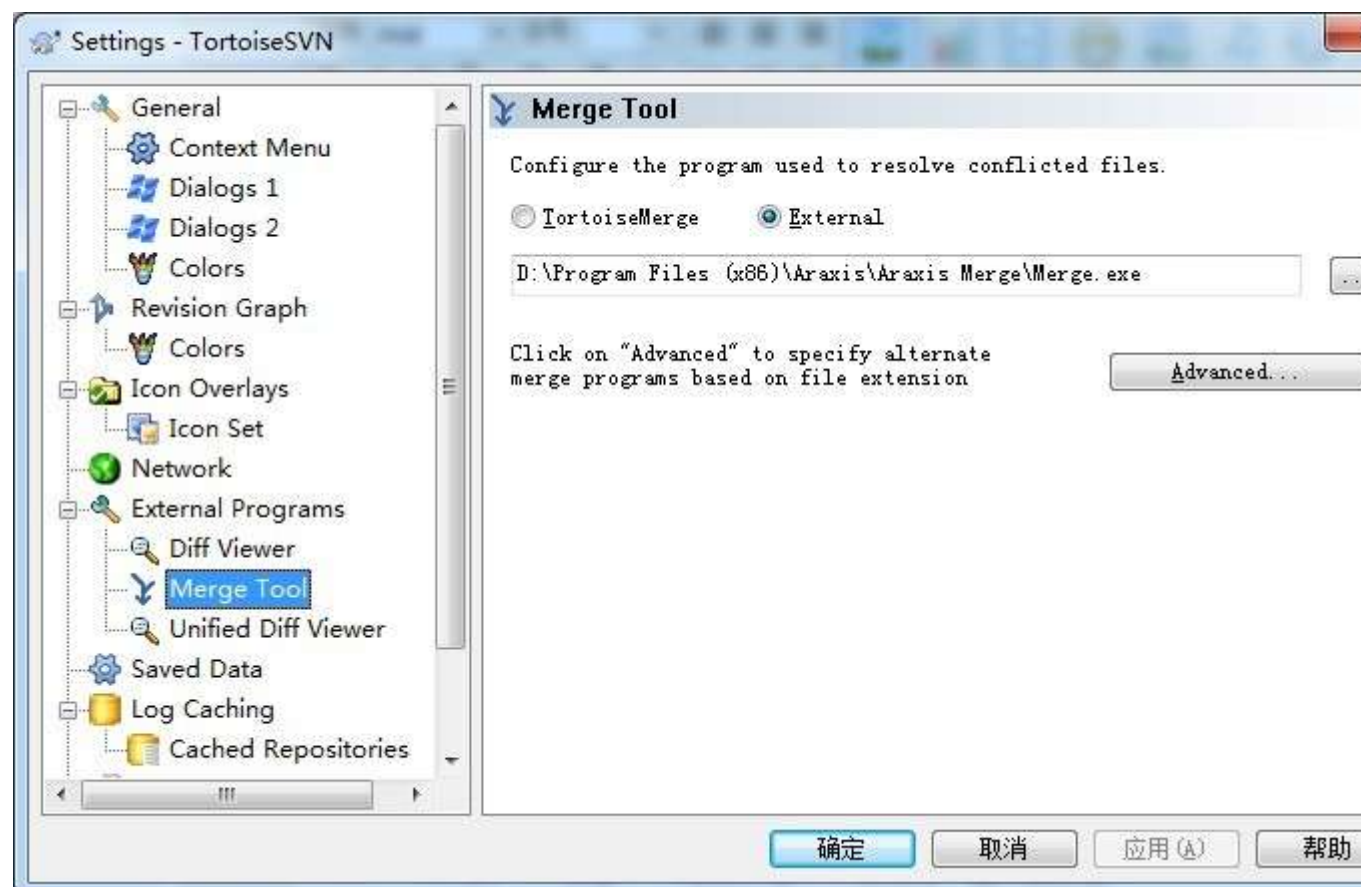 Settings - TortoiseSVN
General
Context Menu
Dialogs 1
Dialogs 2
Colors
Revision Graph
Colors
Icon Overlays
Icon Set
Network
External Programs
Diff Viewer
Merge Tool
Unified Diff Viewer
Saved Data
Log Caching
Cached Repositories
Merge Tool
Configure the program used to resolve conflicted files.
TortoiseMerge External
D:\Program Files (x86)\Araxis\Araxis Merge\Merge.exe
..
Click on "Advanced" to specify alternate
merge programs based on file extension
Advanced...
确定 取消 应用(A) 帮助